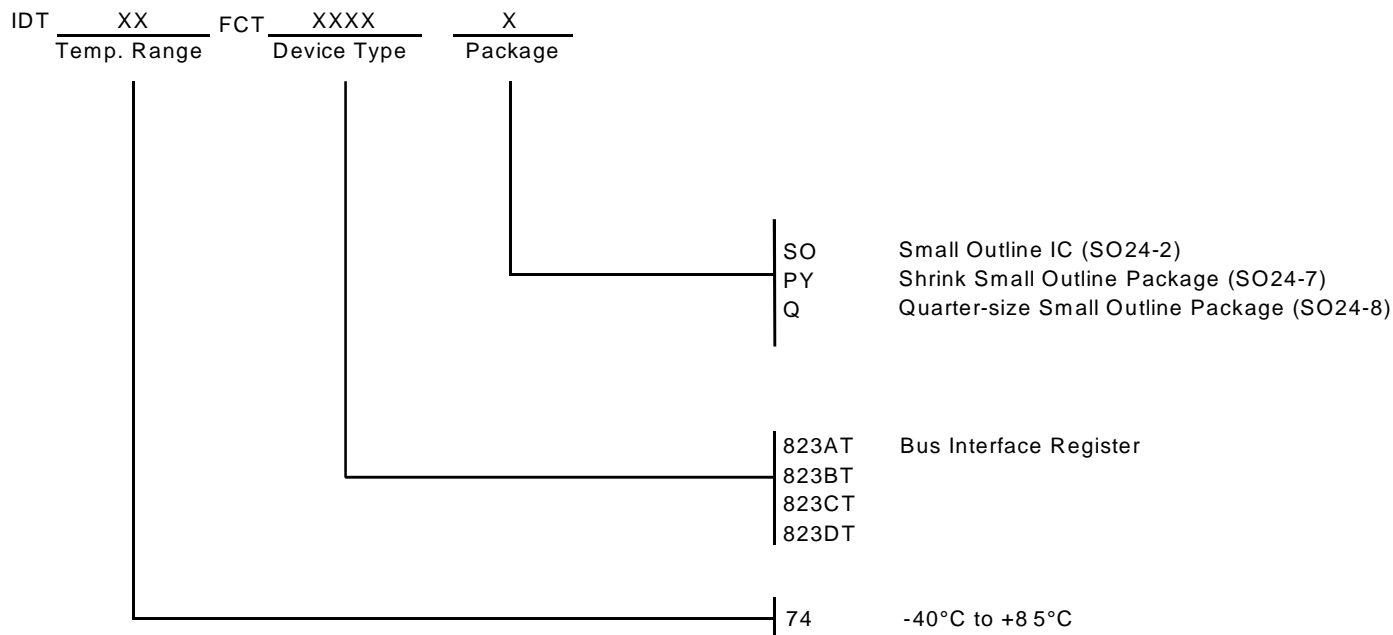 IDT XX FCT XXXX X
Temp. Range Device Type Package
SO Small Outline IC (SO24-2)
PY Shrink Small Outline Package (SO24-7)
Q Quarter-size Small Outline Package (SO24-8)
823AT Bus Interface Register
823BT
823CT
823DT
74 -40°C to +85°C